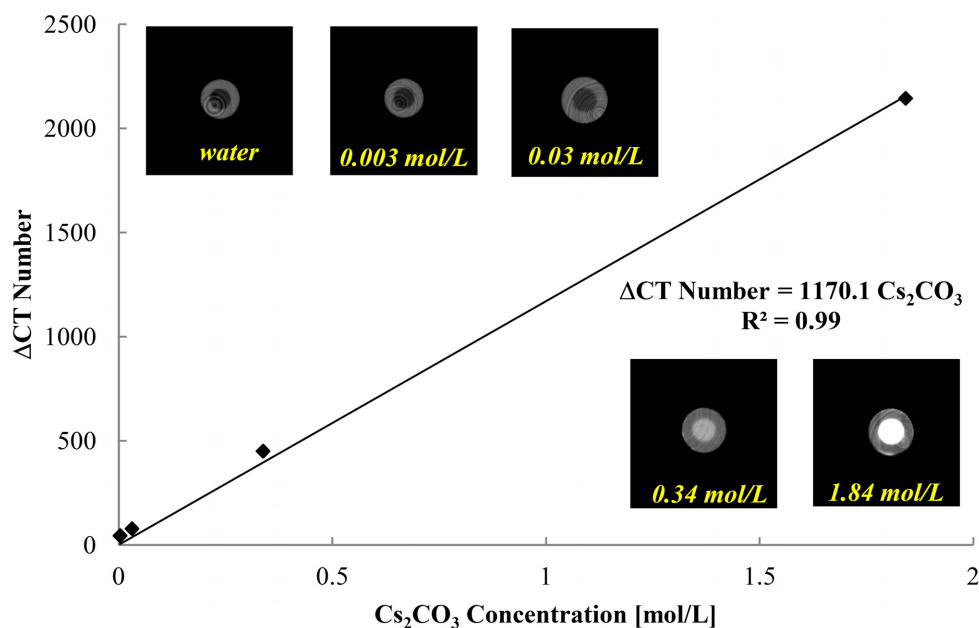 2500
2000
1500
1000
500
0
ΔCT Number
water
0.003 mol/L
0.03 mol/L
ΔCT Number = 1170.1 Cs₂CO₃
R² = 0.99
0.34 mol/L
1.84 mol/L
0
0.5
1
1.5
2
Cs₂CO₃ Concentration [mol/L]